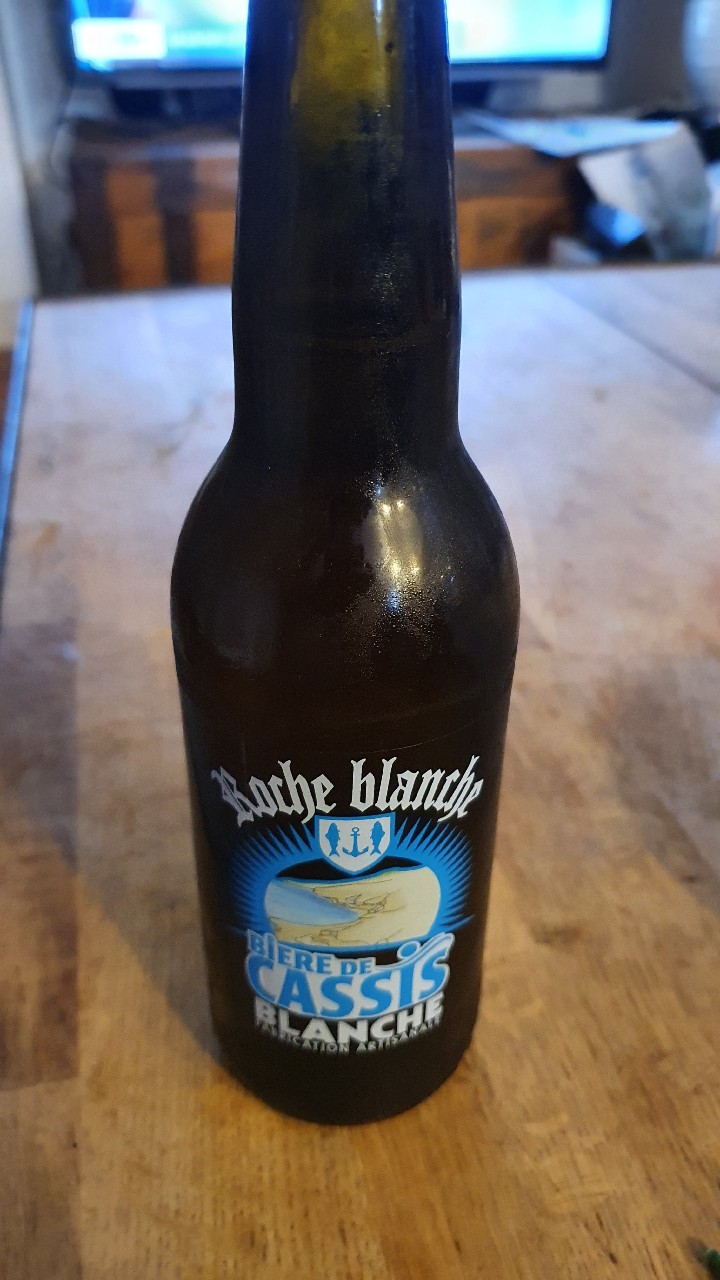 Roche blanche
BIERE DE
CASSIS
BLANCHE
FABRICATION ARTISANALE